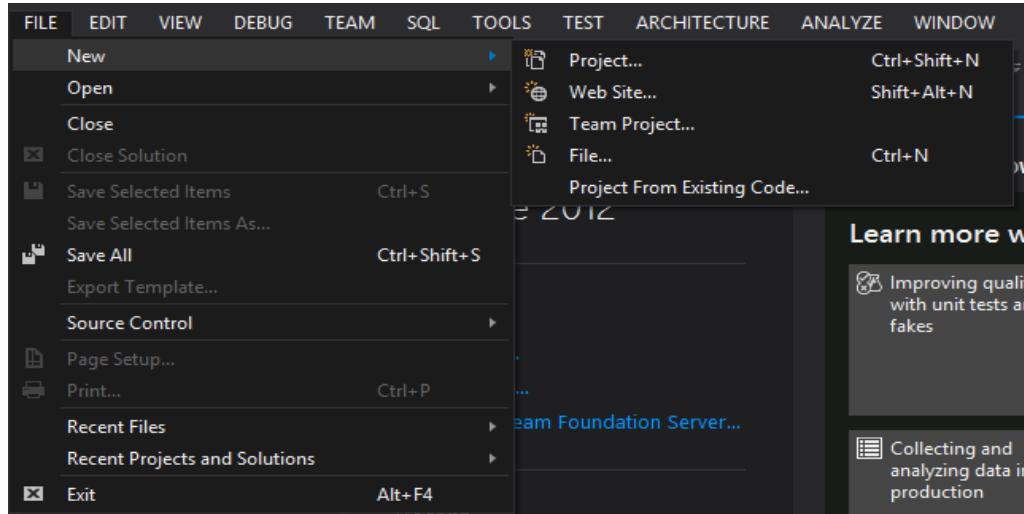 FILE EDIT VIEW DEBUG TEAM SQL TOOLS TEST ARCHITECTURE ANALYZE WINDOW
New
Open
Close
Close Solution
Save Selected Items Ctrl+S
Save Selected Items As...
Save All Ctrl+Shift+S
Export Template...
Source Control
Page Setup...
Print... Ctrl+P
Recent Files
Recent Projects and Solutions
Exit Alt+F4
Project... Ctrl+Shift+N
Web Site... Shift+Alt+N
Team Project...
File... Ctrl+N
Project From Existing Code...
2012
...
Foundation Server...
Learn more
Improving
with unit tests
fakes
Collecting and
analyzing data
production